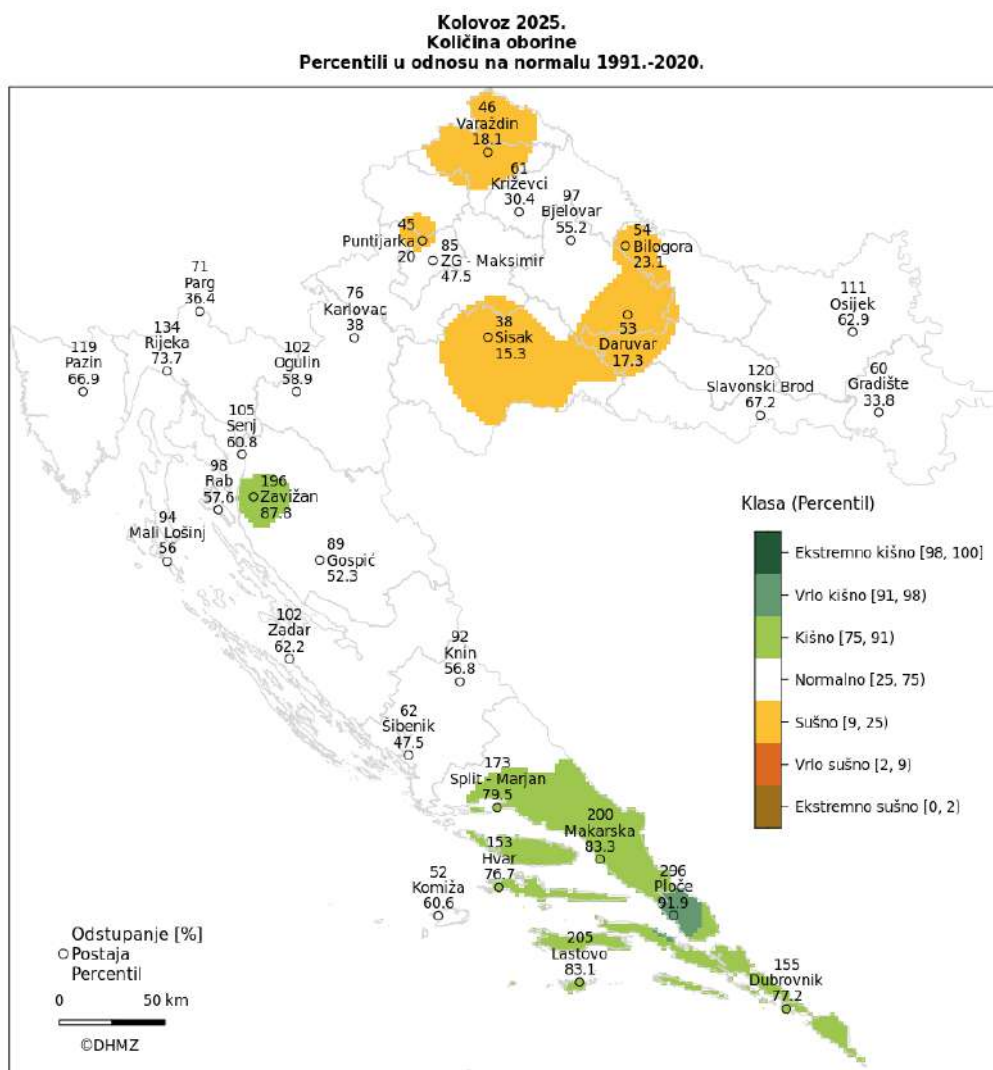 Kolovoz 2025.
Količina oborine
Percentili u odnosu na normalu 1991.-2020.
46
Varaždin
18.1
61
Križevci
30.4
97
Bjelovar
55.2
45
Puntijarka
20
85
ZG - Maksimir
47.5
54
Bilogora
23.1
71
Parg
36.4
76
Karlovac
38
38
Sisak
15.3
53
Daruvar
17.3
111
Osijek
62.9
134
Rijeka
73.7
119
Pazin
66.9
102
Ogulin
58.9
120
Slavonski Brod
67.2
60
Gradište
33.8
105
Senj
60.8
98
Rab
57.6
196
Zavižan
87.8
94
Mali Lošinj
56
89
Gospić
52.3
102
Zadar
62.2
92
Knin
56.8
62
Šibenik
47.5
173
Split - Marjan
79.5
200
Makarska
83.3
153
Hvar
76.7
52
Komiža
60.6
296
Ploče
91.9
205
Lastovo
83.1
155
Dubrovnik
77.2
Klasa (Percentil)
Ekstremno kišno [98, 100]
Vrlo kišno [91, 98)
Kišno [75, 91)
Normalno [25, 75)
Sušno [9, 25)
Vrlo sušno [2, 9)
Ekstremno sušno [0, 2)
Odstupanje [%]
Postaja
Percentil
0 50 km
©DHMZ